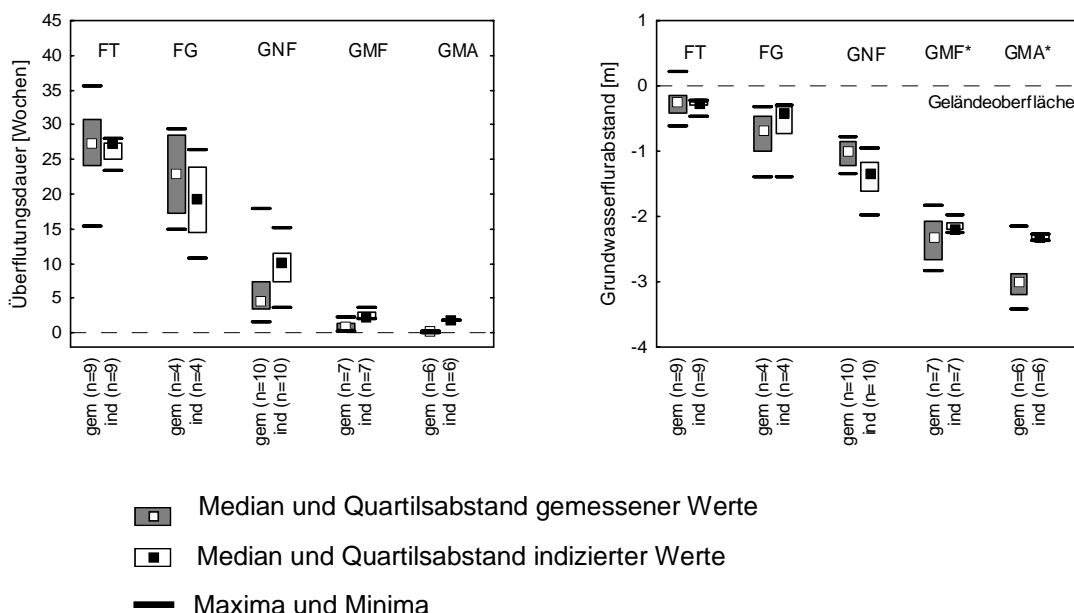 Überflutungsdauer [Wochen]
45
40
35
30
25
20
15
10
5
0
FT FG GNF GMF GMA
gem (n=9)
ind (n=9)
gem (n=4)
ind (n=4)
gem (n=10)
ind (n=10)
gem (n=7)
ind (n=7)
gem (n=6)
ind (n=6)
Grundwasserflurabstand [m]
1
0
-1
-2
-3
-4
FT FG GNF GMF* GMA*
Geländeoberfläche
gem (n=9)
ind (n=9)
gem (n=4)
ind (n=4)
gem (n=10)
ind (n=10)
gem (n=7)
ind (n=7)
gem (n=6)
ind (n=6)
Median und Quartilsabstand gemessener Werte
Median und Quartilsabstand indizierter Werte
Maxima und Minima